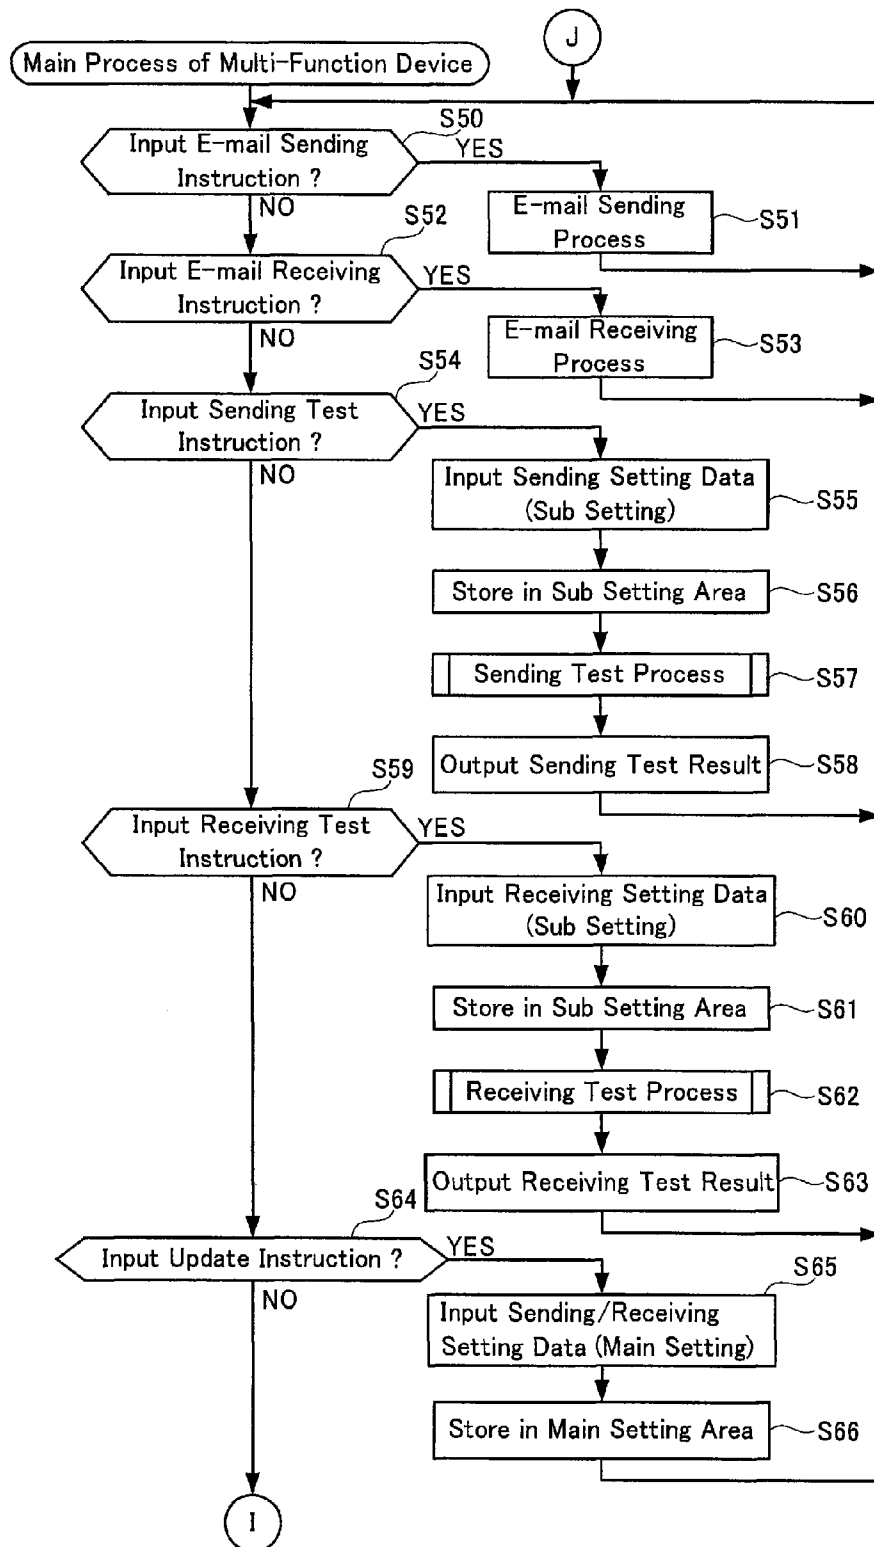 J
Main Process of Multi-Function Device
S50
Input E-mail Sending
Instruction ?
YES
NO
E-mail Sending
Process
S51
S52
Input E-mail Receiving
Instruction ?
YES
NO
E-mail Receiving
Process
S53
S54
Input Sending Test
Instruction ?
YES
NO
Input Sending Setting Data
(Sub Setting)
S55
Store in Sub Setting Area
S56
Sending Test Process
S57
Output Sending Test Result
S58
S59
Input Receiving Test
Instruction ?
YES
NO
Input Receiving Setting Data
(Sub Setting)
S60
Store in Sub Setting Area
S61
Receiving Test Process
S62
Output Receiving Test Result
S63
S64
Input Update Instruction ?
YES
NO
S65
Input Sending/Receiving
Setting Data (Main Setting)
Store in Main Setting Area
S66
I